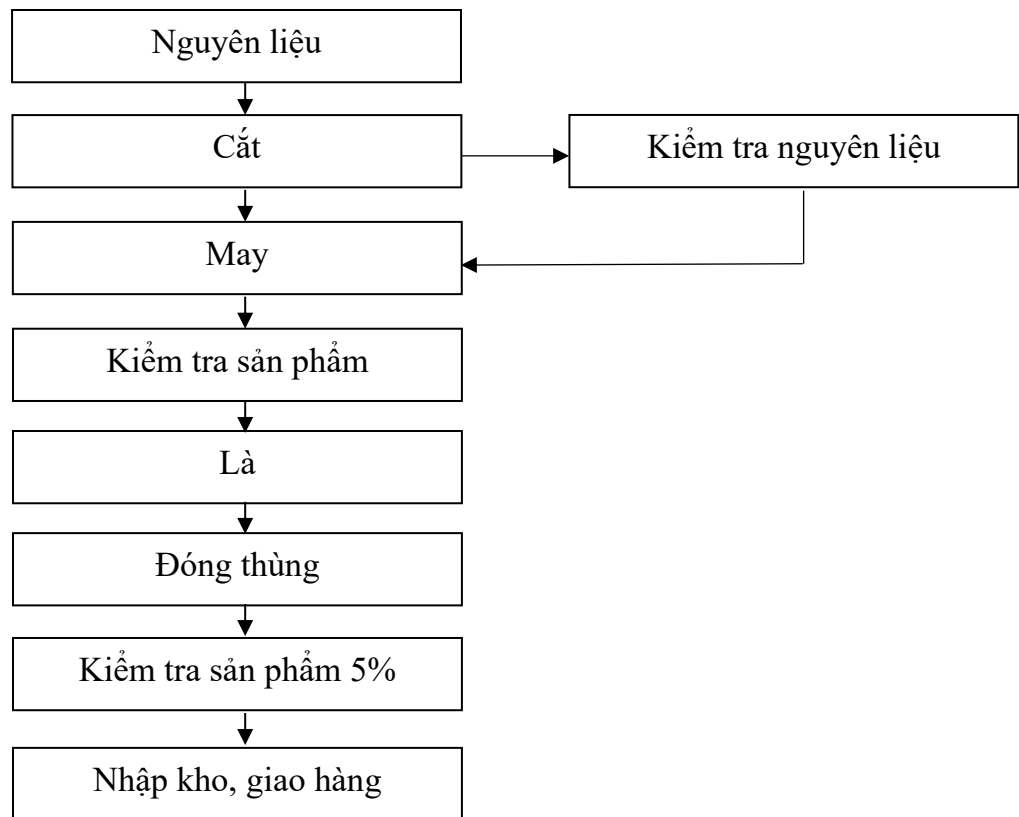 Nguyên liệu
Cắt
Kiểm tra nguyên liệu
May
Kiểm tra sản phẩm
Là
Đóng thùng
Kiểm tra sản phẩm 5%
Nhập kho, giao hàng